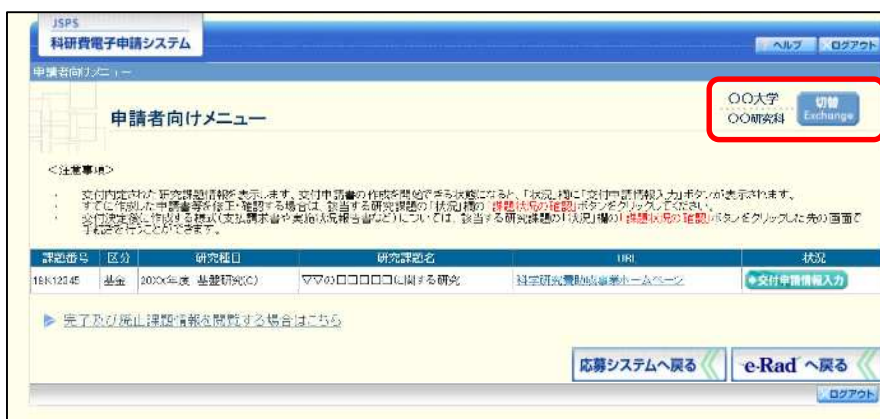 JSPS
科研費電子申請システム
ヘルプ
ログアウト
申請者向けメニュー
〇〇大学
〇〇研究科
切替
Exchange
申請者向けメニュー
<注意事項>
・ 交付内定された研究課題情報を表示します。交付申請書の作成を開始できる状態になると、「状況」欄に「交付申請情報入力」ボタンが表示されます。
・ すでに作成した申請書等を修正・確認する場合は、該当する研究課題の「状況」欄の「課題状況の確認」ボタンをクリックしてください。
・ 交付決定後に作成する様式(支払請求書や実施状況報告書など)については、該当する研究課題の「状況」欄の「課題状況の確認」ボタンをクリックした先の画面で
手続きを行うことができます。
課題番号 区分 研究種目 研究課題名 URL 状況
基金 20XX年度 基盤研究(C) ▽▽の□□□□□に関する研究 科学研究費助成事業ホームページ 交付申請情報入力
完了及び廃止課題情報を閲覧する場合はこちら
応募システムへ戻る
e-Rad へ戻る
ログアウト